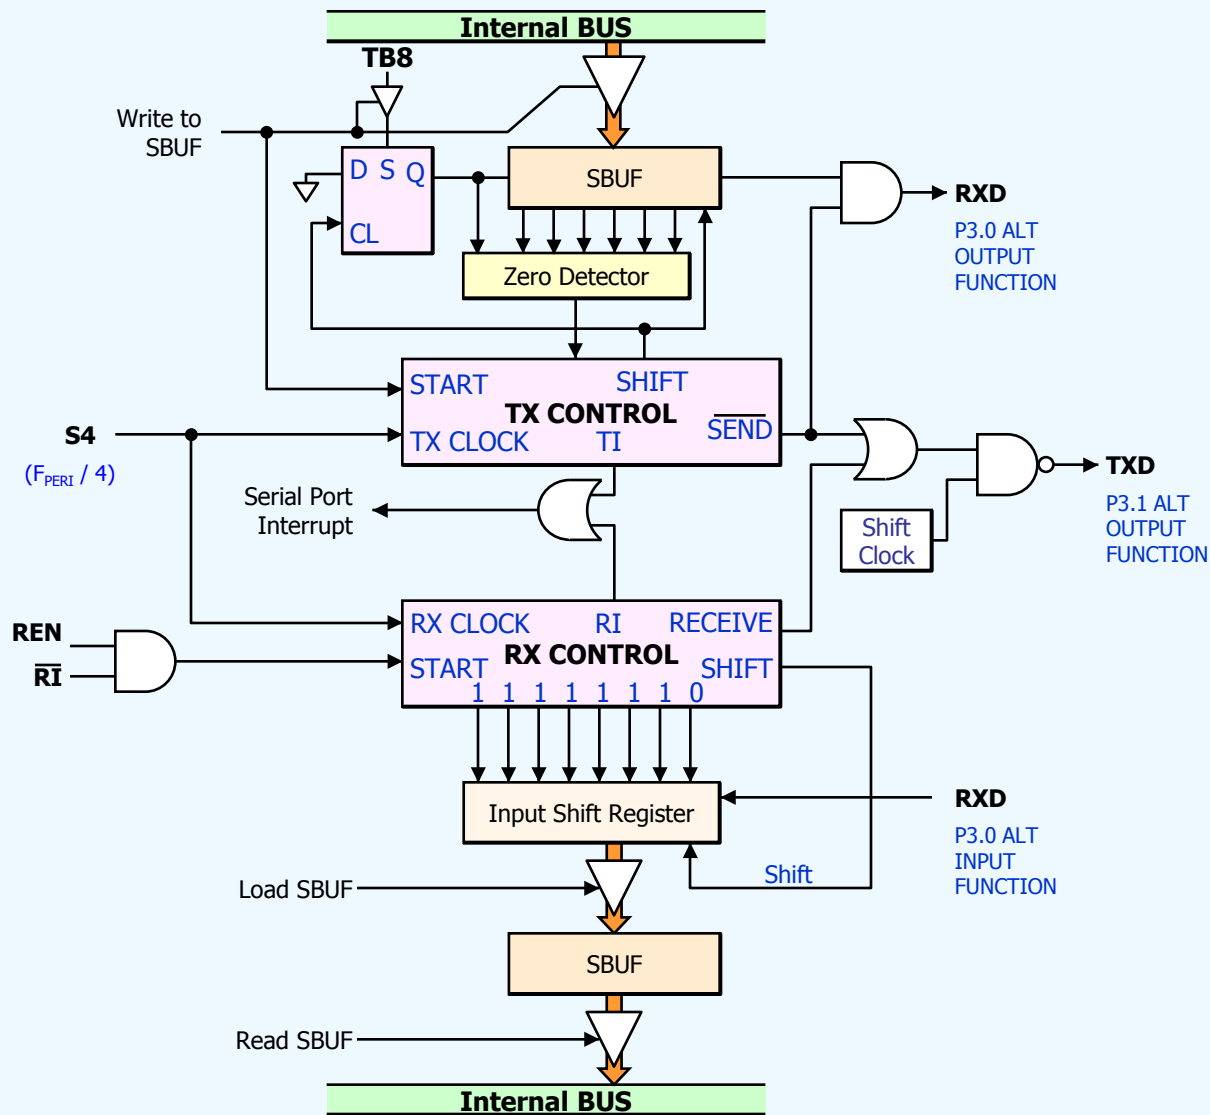 Internal BUS
TB8
Write to
SBUF
D S Q
CL
SBUF
RXD
P3.0 ALT
OUTPUT
FUNCTION
Zero Detector
START
SHIFT
TX CONTROL
TX CLOCK
TI
SEND
S4
(FPERI / 4)
TXD
P3.1 ALT
OUTPUT
FUNCTION
Serial Port
Interrupt
Shift
Clock
REN
RI
RX CLOCK
RI
RECEIVE
RX CONTROL
START
SHIFT
1 1 1 1 1 1 1 0
Input Shift Register
RXD
P3.0 ALT
INPUT
FUNCTION
Shift
Load SBUF
SBUF
Read SBUF
Internal BUS